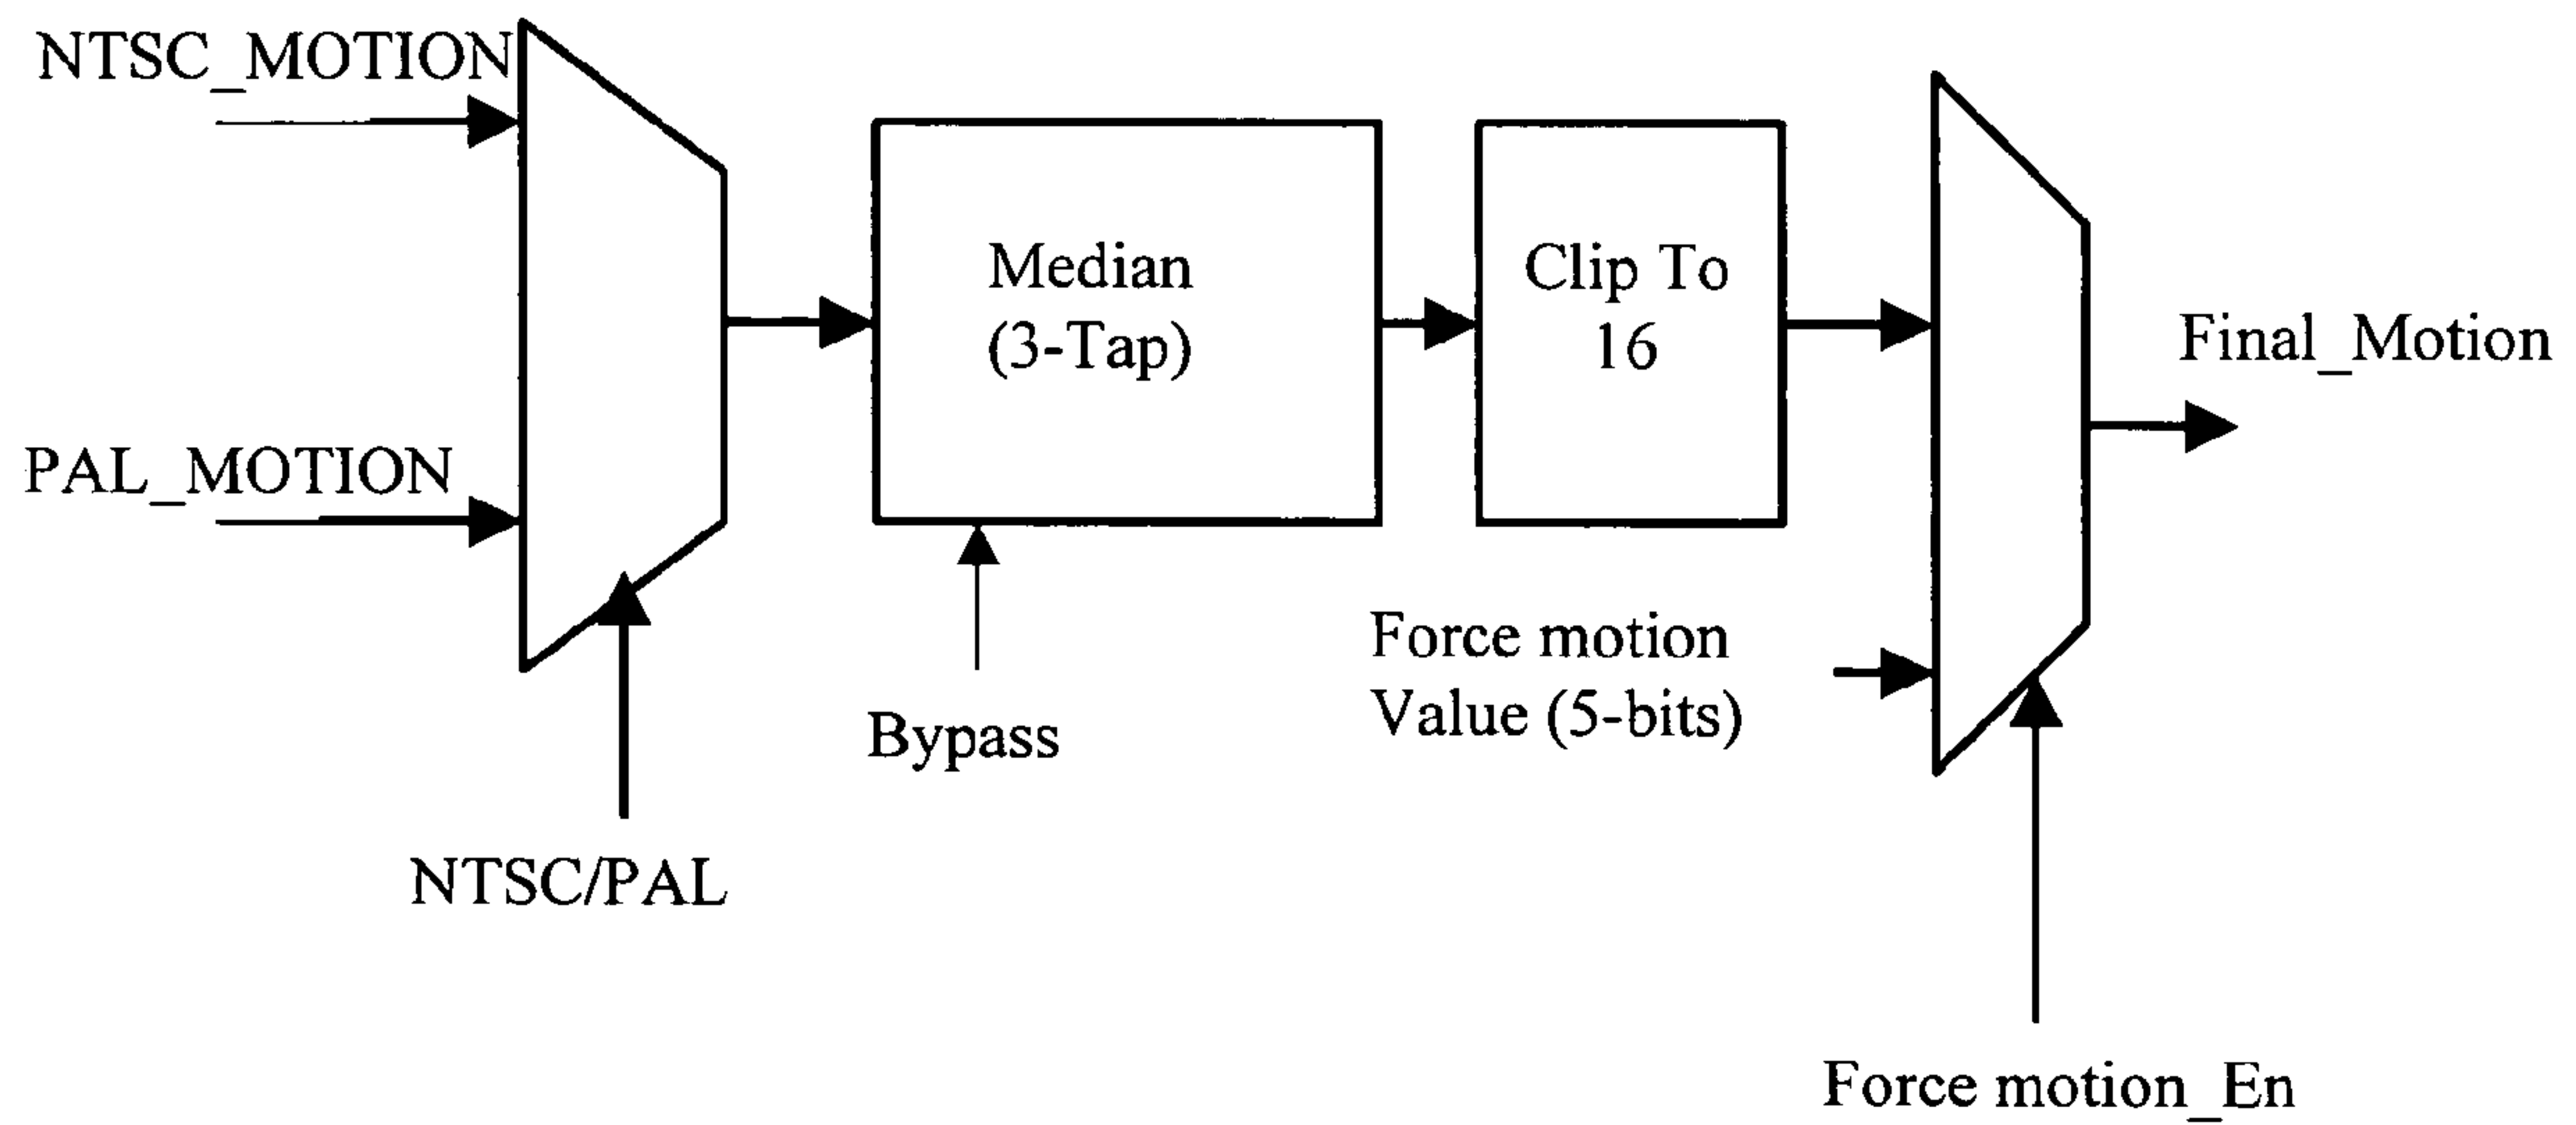 NTSC_MOTION
PAL_MOTION
NTSC/PAL
Median
(3-Tap)
Bypass
Clip To
16
Force motion
Value (5-bits)
Final_Motion
Force motion_En